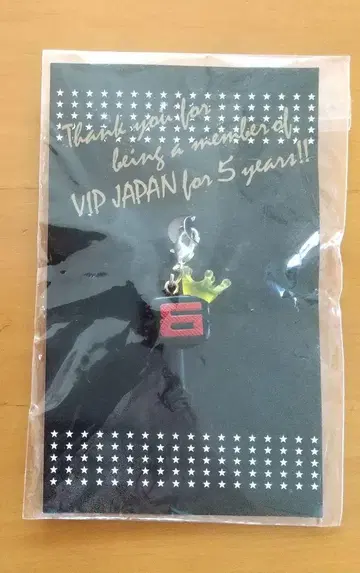 Thank you for
being a member of
VIP JAPAN for 5 years!!